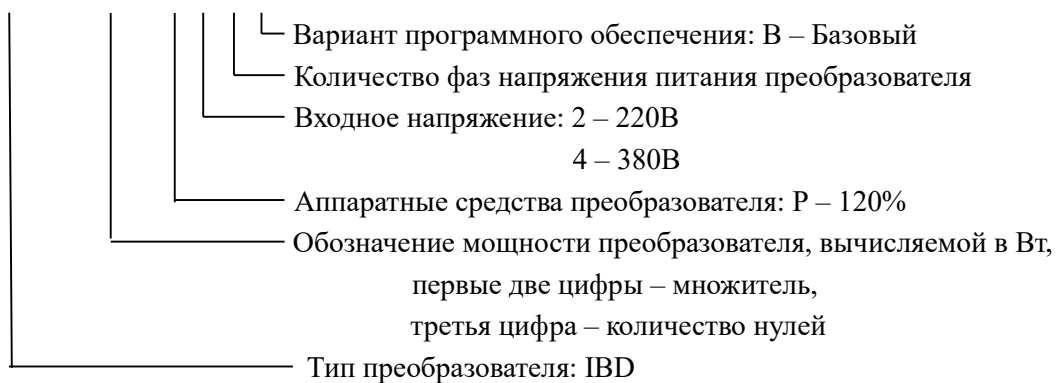 Вариант программного обеспечения: B – Базовый
Количество фаз напряжения питания преобразователя
Входное напряжение: 2 – 220В
4 – 380В
Аппаратные средства преобразователя: P – 120%
Обозначение мощности преобразователя, вычисляемой в Вт,
первые две цифры – множитель,
третья цифра – количество нулей
Тип преобразователя: IBD